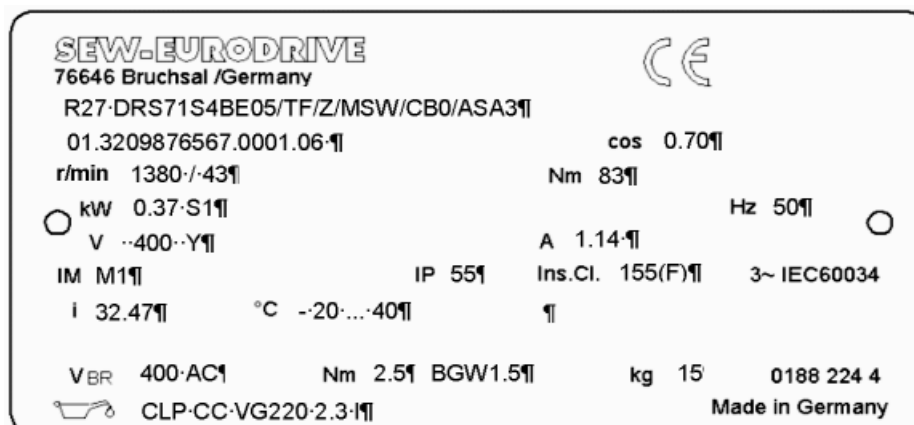 SEW-EURODRIVE
CE
76646 Bruchsal /Germany
R27·DRS71S4BE05/TF/Z/MSW/CB0/ASA3¶
01.3209876567.0001.06·¶ cos 0.70¶
r/min 1380·/·43¶ Nm 83¶
kW 0.37·S1¶ Hz 50¶
V ··400··Y¶ A 1.14·¶
IM M1¶ IP 55¶ Ins.Cl. 155(F)¶ 3~ IEC60034
i 32.47¶ °C -·20·...·40¶ ¶
VBR 400·AC¶ Nm 2.5¶ BGW1.5¶ kg 15 0188 224 4
CLP·CC·VG220·2.3·l¶ Made in Germany